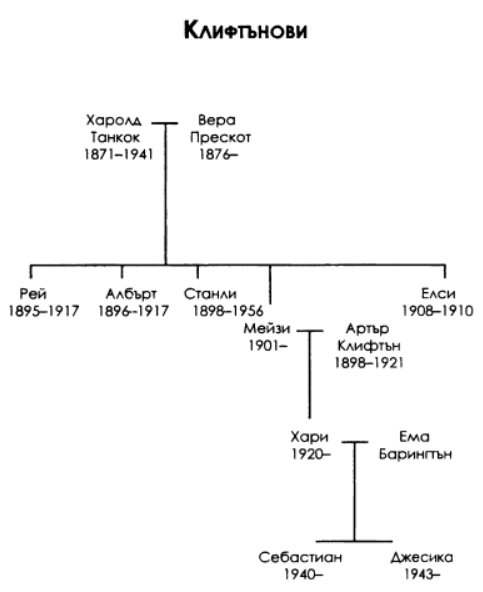 Клифтънови
Харолд Танкок 1871–1941
Вера Прескот 1876–
Рей 1895–1917
Албърт 1896–1917
Станли 1898–1956
Елси 1908–1910
Мейзи 1901–
Артър Клифтън 1898–1921
Хари 1920–
Ема Барингтън
Себастиан 1940–
Джесика 1943–